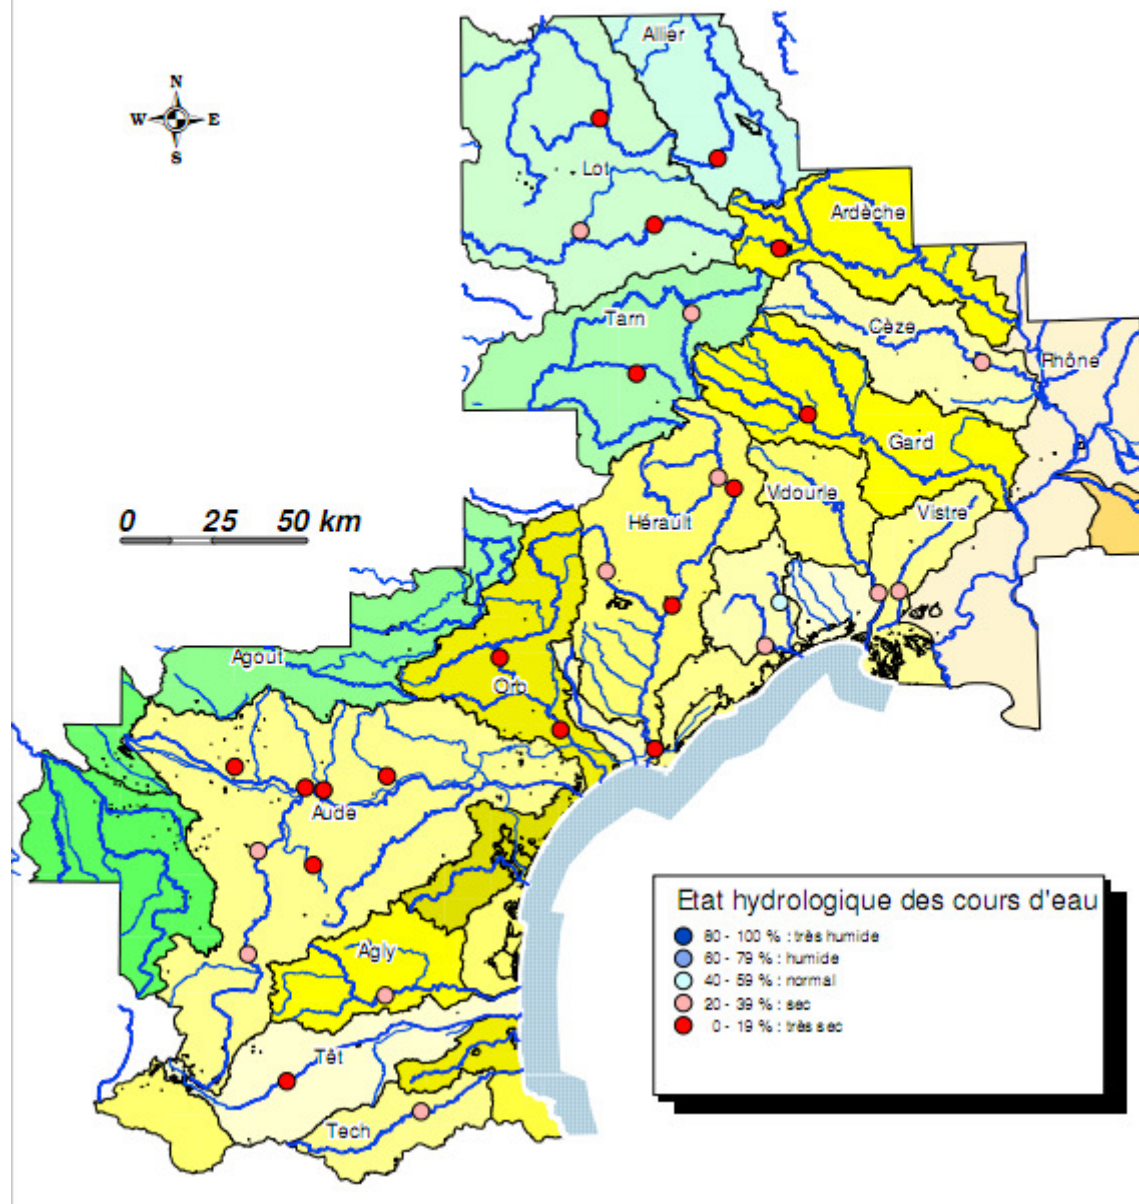 Allier
N
W E
S
Lot
Ardèche
Tarn
Cèze
Rhône
Gard
Vidourle
Vistre
0 25 50 km
Hérault
Agout
Orb
Aude
Agly
Têt
Tech
Etat hydrologique des cours d'eau
80 - 100 % : très humide
60 - 79 % : humide
40 - 59 % : normal
20 - 39 % : sec
0 - 19 % : très sec